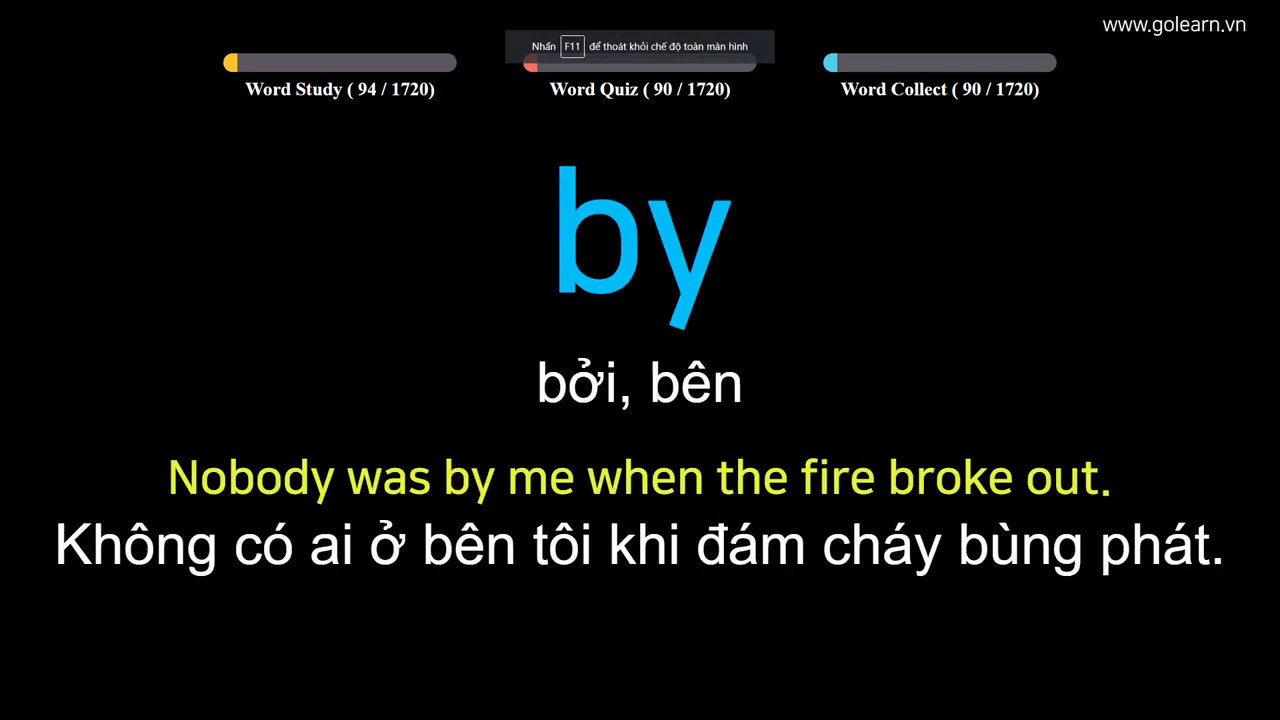 www.golearn.vn
Nhấn F11 để thoát khỏi chế độ toàn màn hình
Word Study ( 94 / 1720)
Word Quiz ( 90 / 1720)
Word Collect ( 90 / 1720)
by
bởi, bên
Nobody was by me when the fire broke out.
Không có ai ở bên tôi khi đám cháy bùng phát.